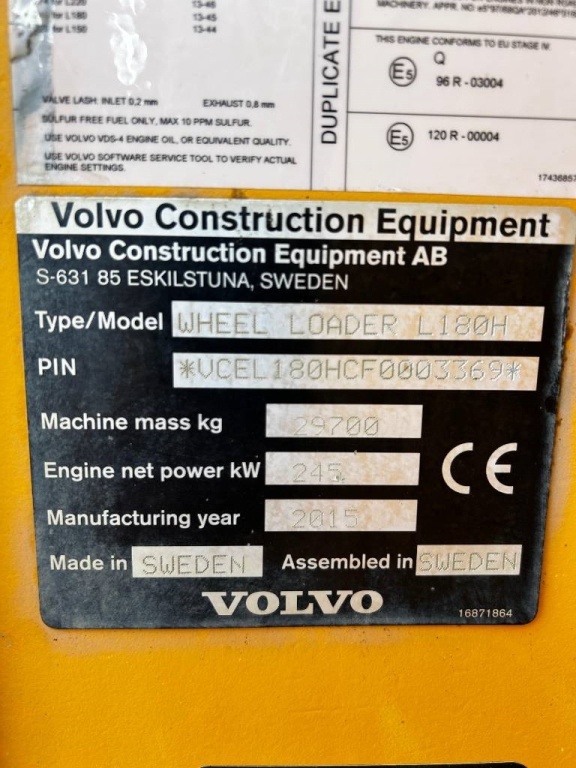 for L220 13-46
for L180 13-45
for L150 13-44
VALVE LASH: INLET 0,2 mm EXHAUST 0,8 mm
SULFUR FREE FUEL ONLY, MAX 10 PPM SULFUR.
USE VOLVO VDS-4 ENGINE OIL, OR EQUIVALENT QUALITY.
USE VOLVO SOFTWARE SERVICE TOOL TO VERIFY ACTUAL
ENGINE SETTINGS.
DUPLICATE
THIS ENGINE CONFORMS TO EU STAGE IV:
E5 Q
96 R - 03004
E5 120 R - 00004
1743685
Volvo Construction Equipment
Volvo Construction Equipment AB
S-631 85 ESKILSTUNA, SWEDEN
Type/Model WHEEL LOADER L180H
PIN *VCEL180HCF0003369*
Machine mass kg 29700
Engine net power kW 245
CE
Manufacturing year 2015
Made in SWEDEN Assembled in SWEDEN
VOLVO
16871864